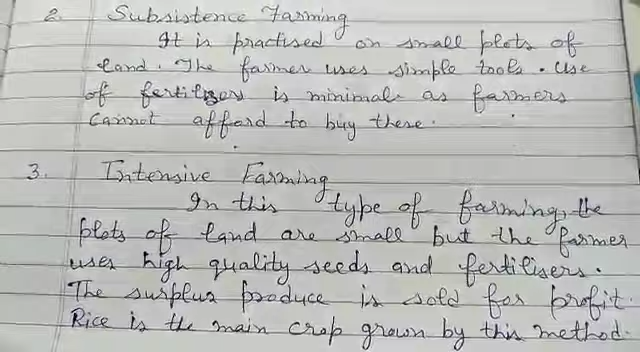 2. Subsistence Farming
It is practised on small plots of
land. The farmer uses simple tools. Use
of fertilizers is minimal as farmers
cannot afford to buy these.
3. Intensive Farming
In this type of farming, the
plots of land are small but the farmer
uses high quality seeds and fertilisers.
The surplus produce is sold for profit.
Rice is the main crop grown by this method.